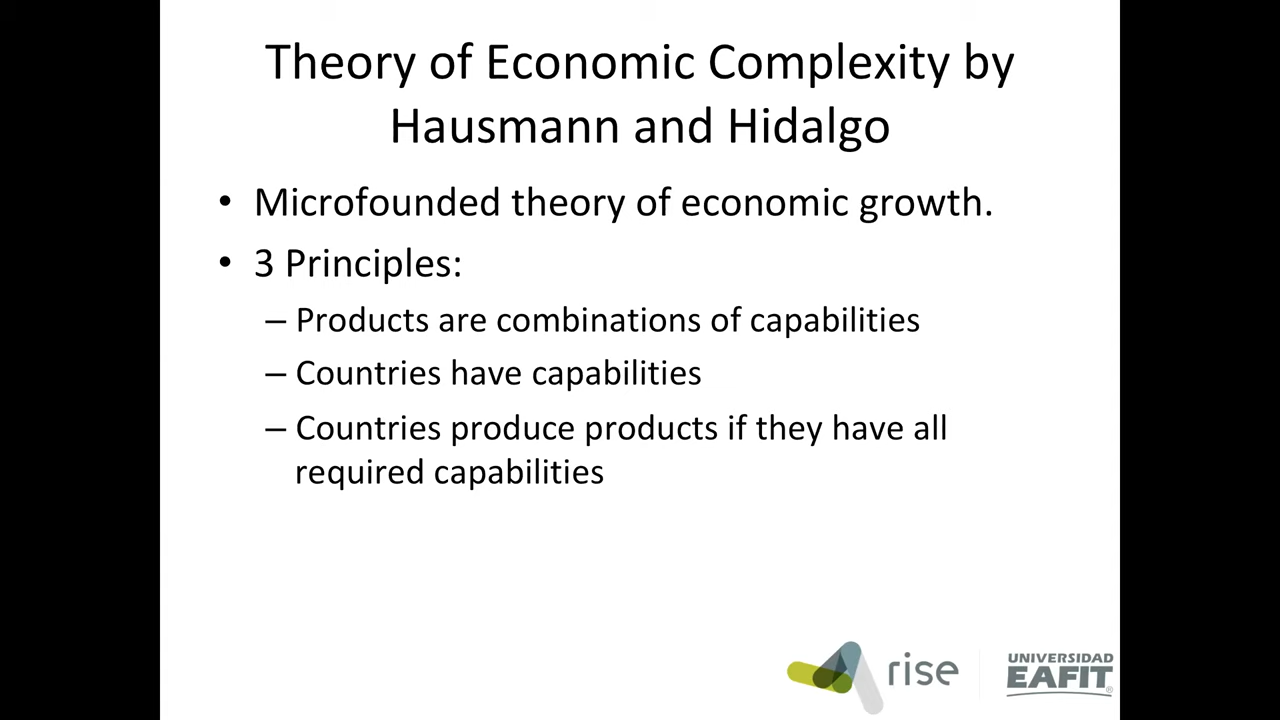 Theory of Economic Complexity by
Hausmann and Hidalgo
• Microfounded theory of economic growth.
• 3 Principles:
– Products are combinations of capabilities
– Countries have capabilities
– Countries produce products if they have all
required capabilities
rise
UNIVERSIDAD
EAFIT®